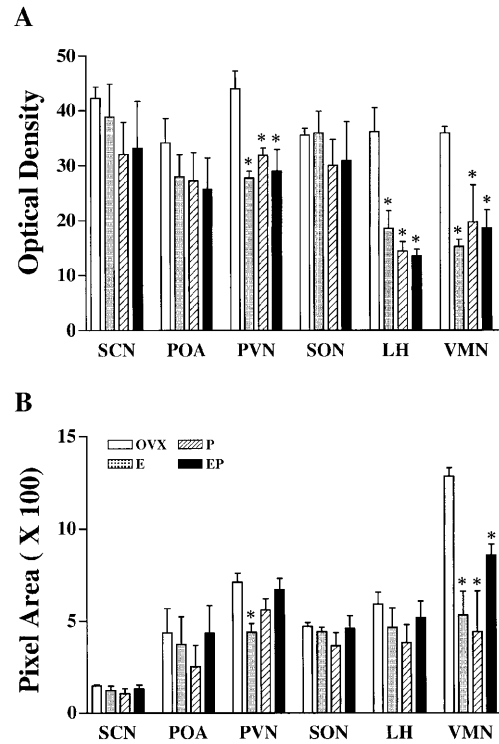 A
Optical Density
50
40
30
20
10
0
* * *
* * *
* * *
SCN POA PVN SON LH VMN
B
Pixel Area ( X 100)
15
10
5
0
OVX P
E EP
*
* * *
SCN POA PVN SON LH VMN